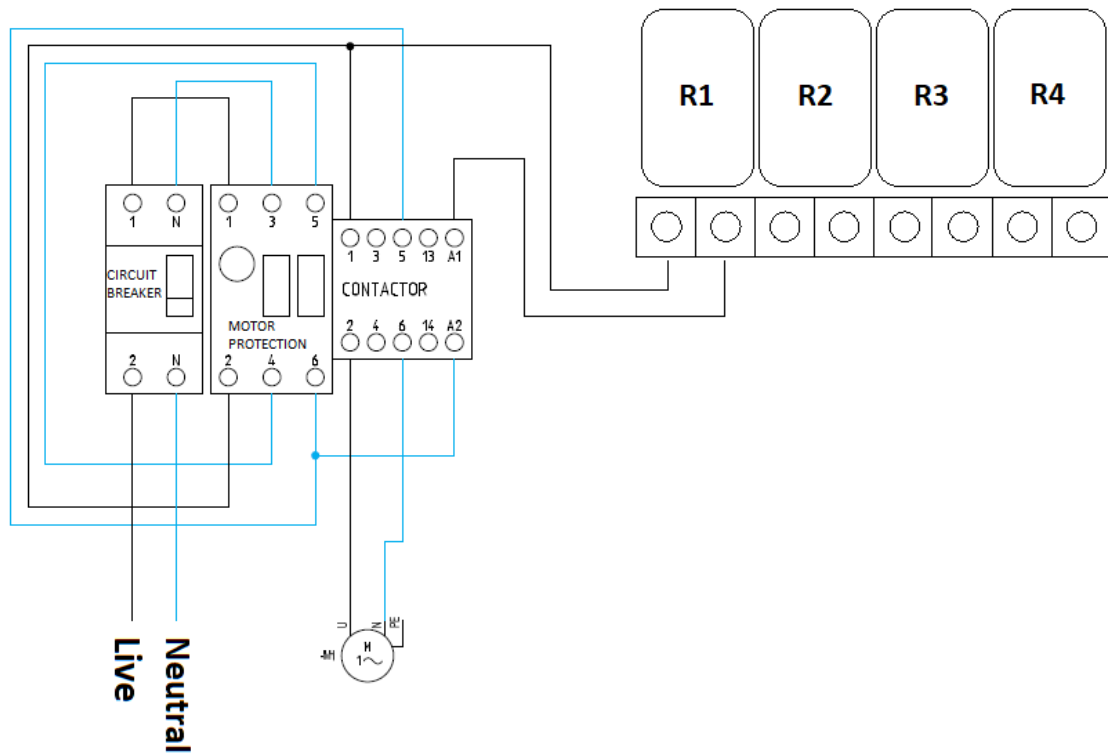 R1 R2 R3 R4
1 N 1 3 5
1 3 5 13 A1
CIRCUIT
BREAKER
CONTACTOR
MOTOR
PROTECTION
2 4 6 14 A2
2 N 2 4 6
U N PE
-M1
M
1~
Live
Neutral